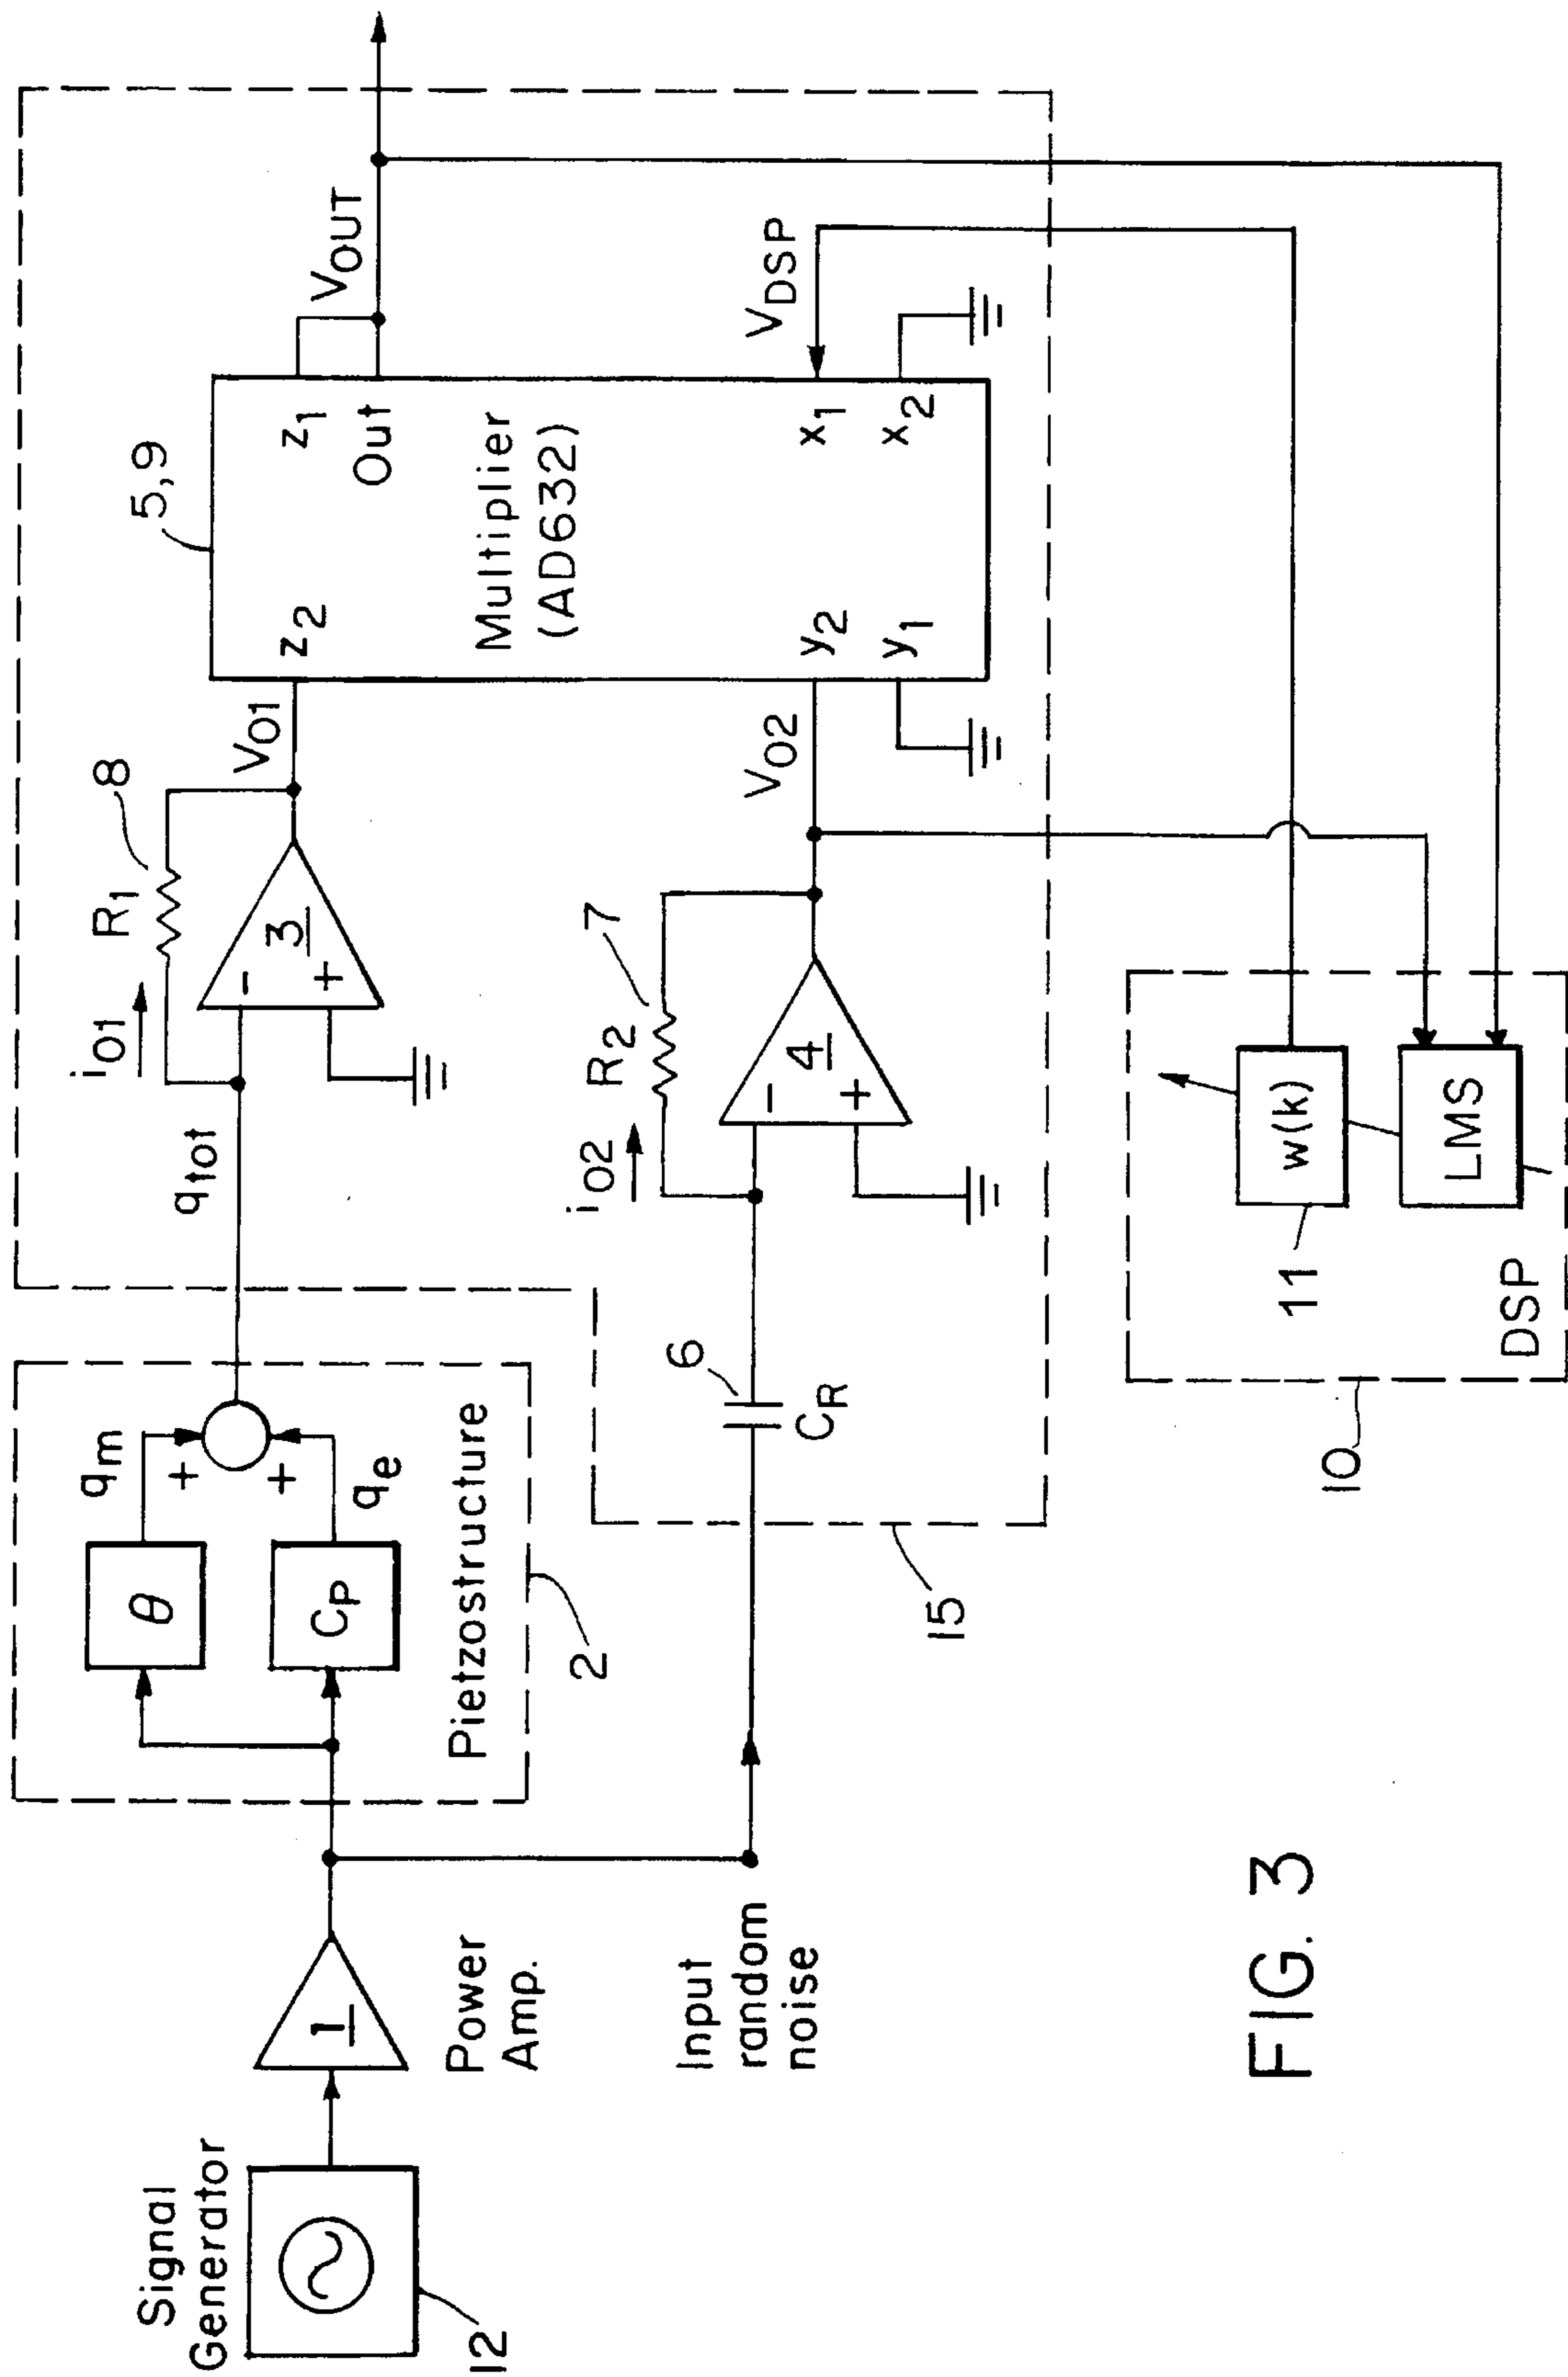 Signal
Generator
12
1
Power
Amp.
Input
random
noise
θ
C_P
q_m
+
+
q_e
Pietzostructure
2
q_tot
i_01
R_1
8
-
3
+
V_01
6
C_R
15
i_02
R_2
7
-
4
+
V_02
5,9
z_2
z_1
Out
Multiplier
(AD632)
y_2
y_1
x_1
x_2
V_OUT
V_DSP
w(k)
11
LMS
DSP
10
FIG. 3